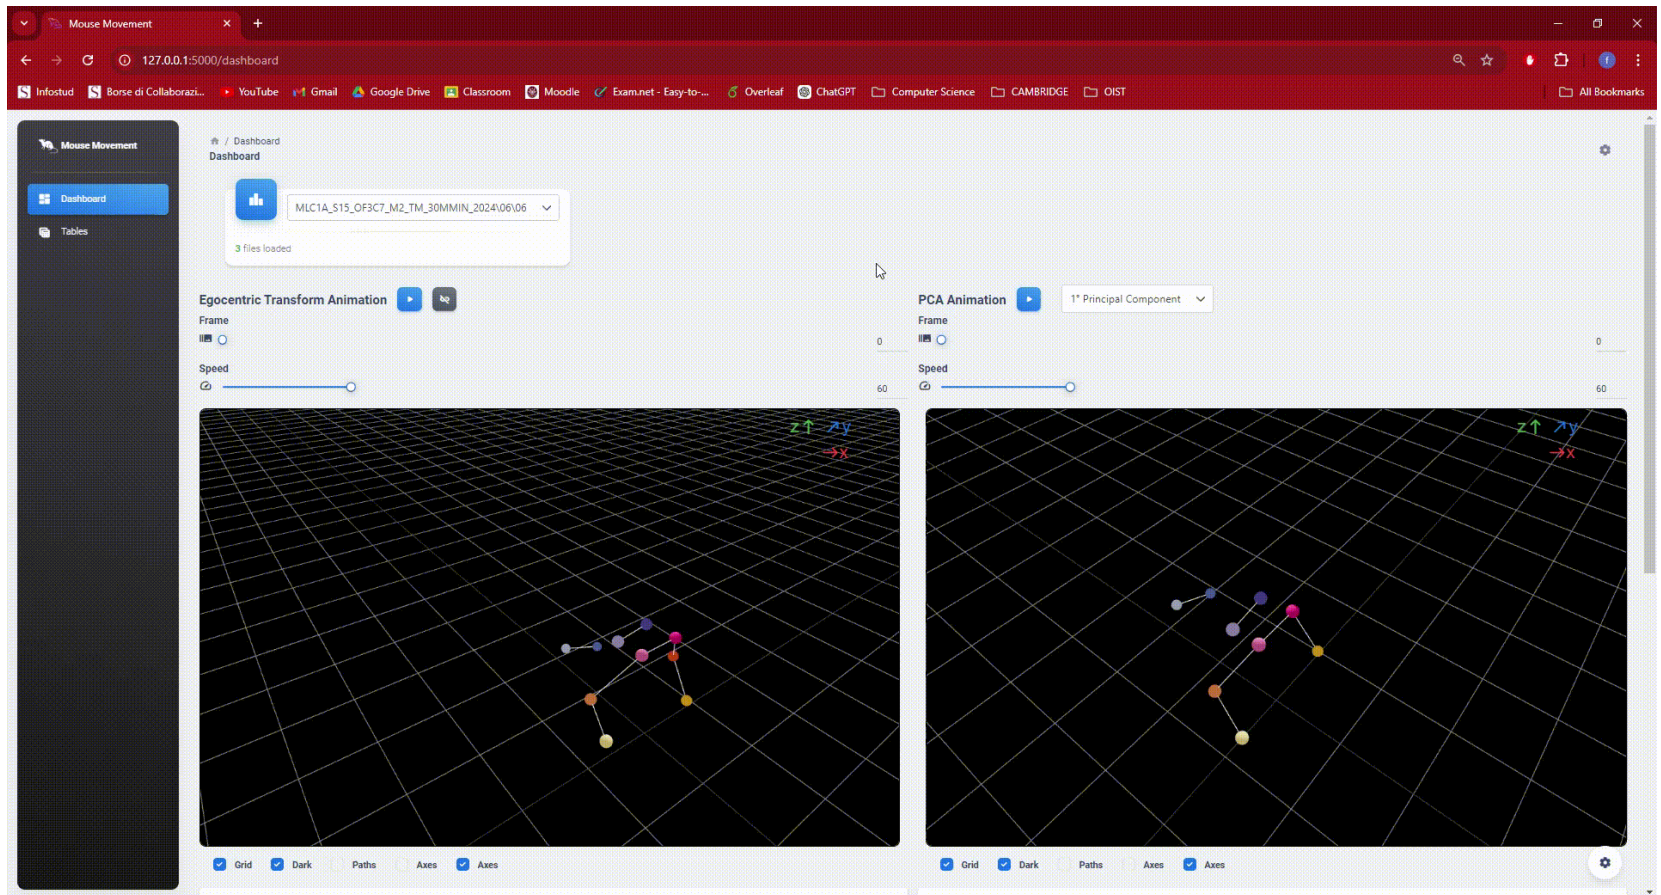 Mouse Movement
127.0.0.1:5000/dashboard
Infostud Borse di Collaborazi... YouTube Gmail Google Drive Classroom Moodle Exam.net - Easy-to-... Overleaf ChatGPT Computer Science CAMBRIDGE OIST All Bookmarks
f
Mouse Movement
Dashboard
Tables
/ Dashboard
Dashboard
MLC1A_S15_OF3C7_M2_TM_30MMIN_2024\06\06
3 files loaded
Egocentric Transform Animation
Frame
0
Speed
60
z y
x
Grid Dark Paths Axes Axes
PCA Animation 1° Principal Component
Frame
0
Speed
60
z y
x
Grid Dark Paths Axes Axes